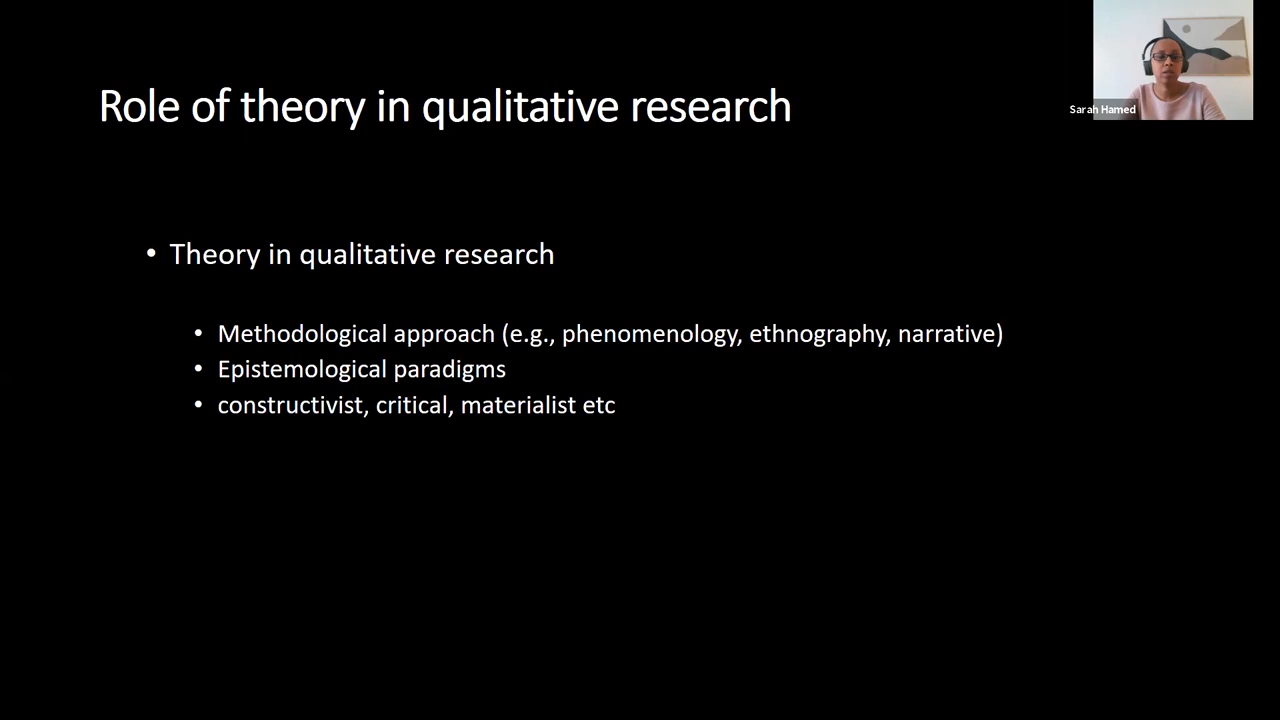 Role of theory in qualitative research
Sarah Hamed
• Theory in qualitative research
• Methodological approach (e.g., phenomenology, ethnography, narrative)
• Epistemological paradigms
• constructivist, critical, materialist etc